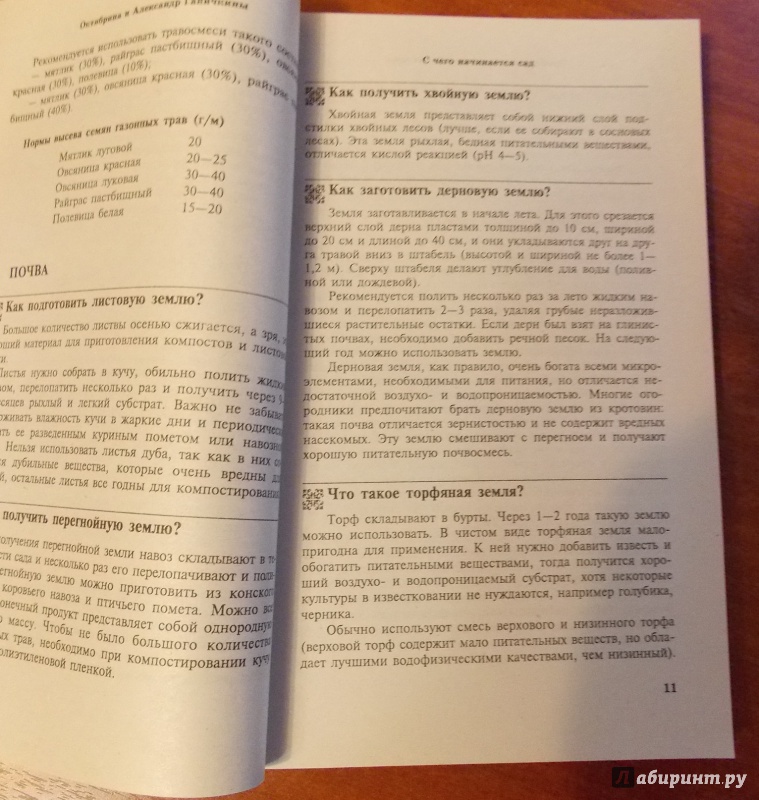 Октябрина и Александр Ганичкины
Рекомендуется использовать травосмеси такого
— мятлик (30%), райграс пастбищный (30%),
красная (30%), полевица (10%);
— мятлик (30%), овсяница красная (30%), райграс
бищный (40%).
Нормы высева семян газонных трав (г/м)
Мятлик луговой 20
Овсяница красная 20—25
Овсяница луковая 30—40
Райграс пастбищный 30—40
Полевица белая 15—20
ПОЧВА
Как подготовить листовую землю?
Большое количество листвы осенью сжигается, а зря,
материал для приготовления компостов и
Листья нужно собрать в кучу, обильно полить
перелопатить несколько раз и получить через
рыхлый и легкий субстрат. Важно не
влажность кучи в жаркие дни и
ее разведенным куриным пометом или
Нельзя использовать листья дуба, так как в них
дубильные вещества, которые очень вредны
остальные листья все годны для компостирования.
получить перегнойную землю?
перегнойной земли навоз складывают в
сти сада и несколько раз его перелопачивают и
землю можно приготовить из конского
коровьего навоза и птичьего помета. Можно
продукт представляет собой однородную
массу. Чтобы не было большого количества
трав, необходимо при компостировании кучу
пленкой.
С чего начинается сад
Как получить хвойную землю?
Хвойная земля представляет собой нижний слой под-
стилки хвойных лесов (лучше, если ее собирают в сосновых
лесах). Эта земля рыхлая, бедная питательными веществами,
отличается кислой реакцией (pH 4—5).
Как заготовить дерновую землю?
Земля заготавливается в начале лета. Для этого срезается
верхний слой дерна пластами толщиной до 10 см, шириной
до 20 см и длиной до 40 см, и они укладываются друг на дру-
га травой вниз в штабель (высотой и шириной не более 1—
1,2 м). Сверху штабеля делают углубление для воды (полив-
ной или дождевой).
Рекомендуется полить несколько раз за лето жидким на-
возом и перелопатить 2—3 раза, удаляя грубые неразложив-
шиеся растительные остатки. Если дерн был взят на глинис-
тых почвах, необходимо добавить речной песок. На следую-
щий год можно использовать землю.
Дерновая земля, как правило, очень богата всеми микро-
элементами, необходимыми для питания, но отличается не-
достаточной воздухо- и водопроницаемостью. Многие ого-
родники предпочитают брать дерновую землю из кротовин:
такая почва отличается зернистостью и не содержит вредных
насекомых. Эту землю смешивают с перегноем и получают
хорошую питательную почвосмесь.
Что такое торфяная земля?
Торф складывают в бурты. Через 1—2 года такую землю
можно использовать. В чистом виде торфяная земля мало-
пригодна для применения. К ней нужно добавить известь и
обогатить питательными веществами, тогда получится хоро-
ший воздухо- и водопроницаемый субстрат, хотя некоторые
культуры в известковании не нуждаются, например голубика,
черника.
Обычно используют смесь верхового и низинного торфа
(верховой торф содержит мало питательных веществ, но обла-
дает лучшими водофизическими качествами, чем низинный).
11
Лабиринт.ру